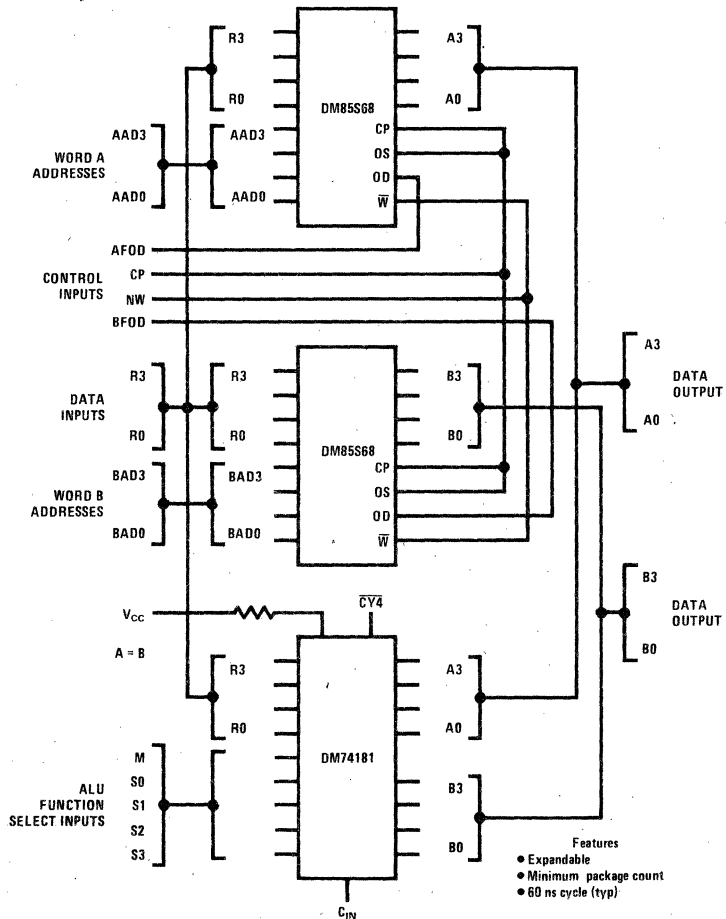 R3 A3
R0 DM85S68 A0
AAD3 AAD3 CP
WORD A
ADDRESSES OS
OD
AAD0 AAD0 W̅
AFOD
CONTROL
INPUTS
CP
NW
BFOD
A3
DATA
OUTPUT
A0
R3 R3 B3
DATA
INPUTS
R0 R0 DM85S68 B0
BAD3 BAD3 CP
WORD B
ADDRESSES OS
OD
BAD0 BAD0 W̅
B3
DATA
OUTPUT
B0
VCC C̅Y̅4̅
A = B
R3 A3
R0 A0
DM74181
M
S0
ALU
FUNCTION
SELECT INPUTS
S1
S2
S3
B3
B0
CIN
Features
● Expandable
● Minimum package count
● 60 ns cycle (typ)